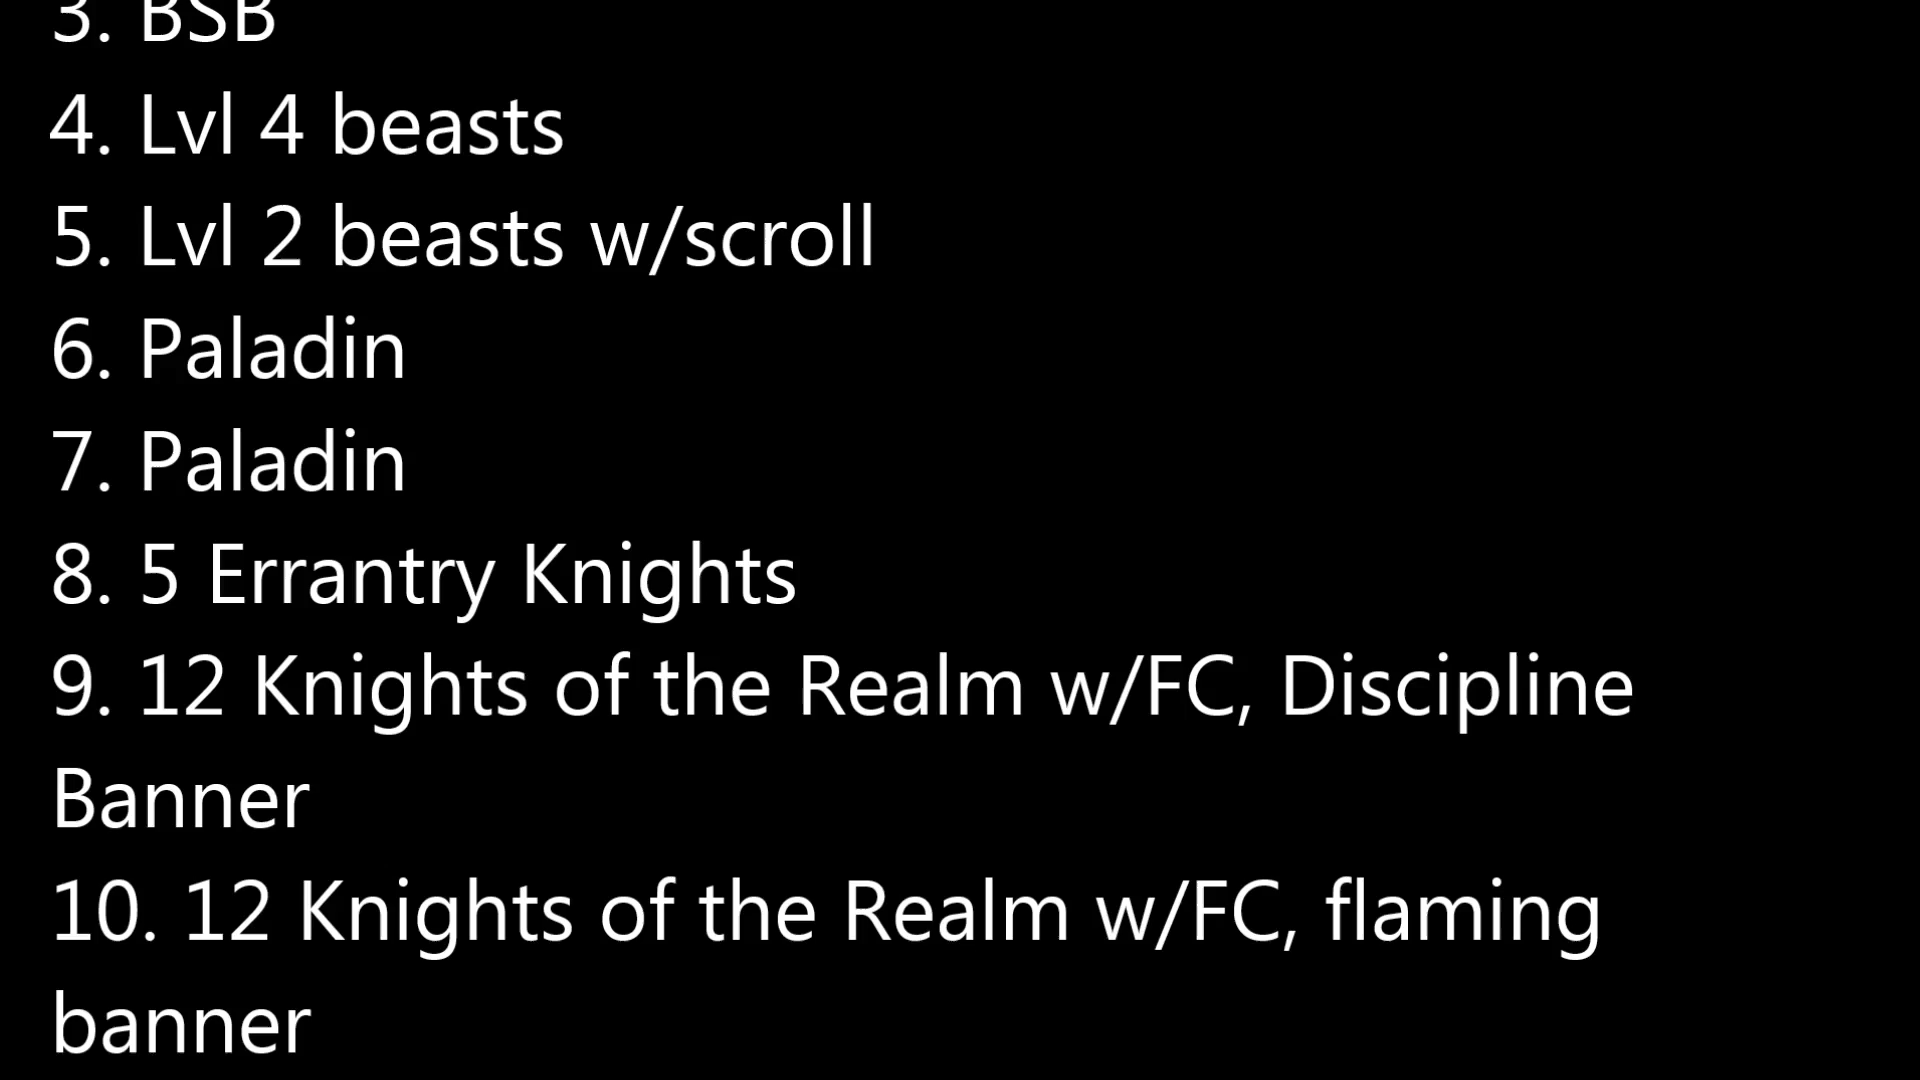 3. BSB
4. Lvl 4 beasts
5. Lvl 2 beasts w/scroll
6. Paladin
7. Paladin
8. 5 Errantry Knights
9. 12 Knights of the Realm w/FC, Discipline
Banner
10. 12 Knights of the Realm w/FC, flaming
banner